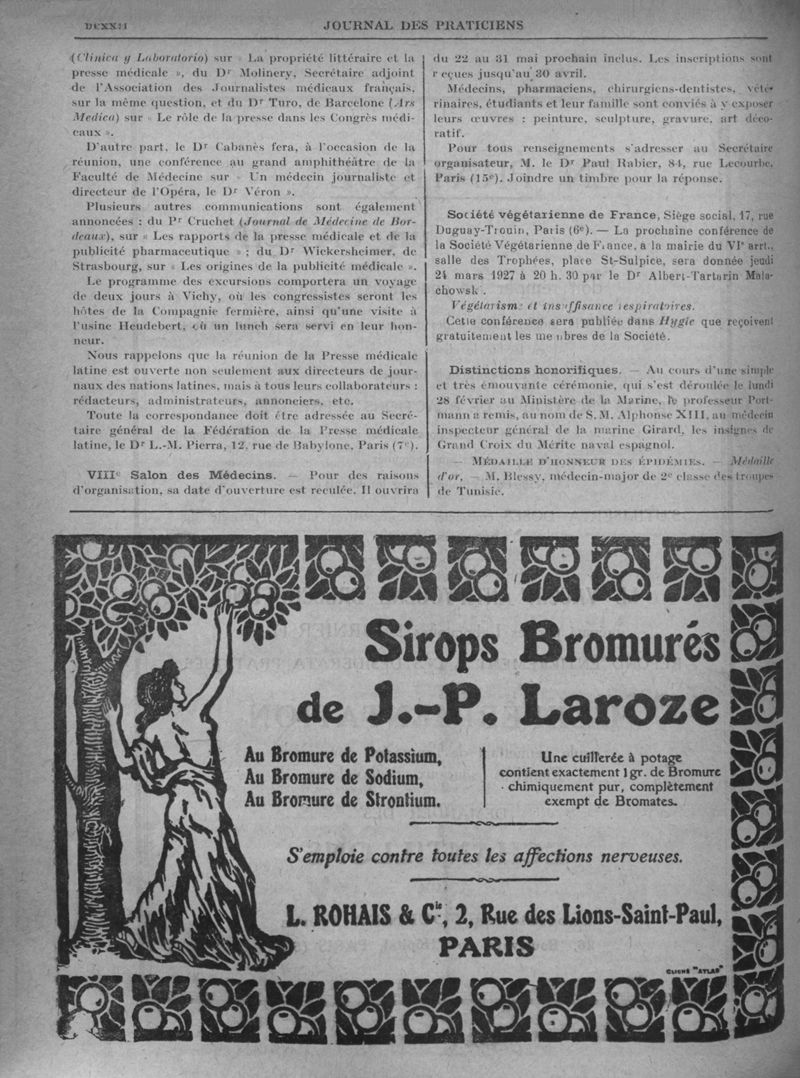 JOURNAL DES PRATICIENS
(Clinica y Laboratorio) sur « La propriété littéraire et la
presse médicale », du Dr Molinery, Secrétaire adjoint
de l'Association des Journalistes médicaux français,
sur la même question, et du Dr Turo, de Barcelone (Ars
Medica) sur « Le rôle de la presse dans les Congrès médi-
caux ».
D'autre part, le Dr Cabanès fera, à l'occasion de la
réunion, une conférence au grand amphithéâtre de la
Faculté de Médecine sur « Un médecin journaliste et
directeur de l'Opéra, le Dr Véron ».
Plusieurs autres communications sont également
annoncées : du Pr Cruchet (Journal de Médecine de Bor-
deaux), sur « Les rapports de la presse médicale et de la
publicité pharmaceutique » ; du Dr Wickersheimer, de
Strasbourg, sur « Les origines de la publicité médicale ».
Le programme des excursions comportera un voyage
de deux jours à Vichy, où les congressistes seront les
hôtes de la Compagnie fermière, ainsi qu'une visite à
l'usine Heudebert, où un lunch sera servi en leur hon-
neur.
Nous rappelons que la réunion de la Presse médicale
latine est ouverte non seulement aux directeurs de jour-
naux des nations latines, mais à tous leurs collaborateurs :
rédacteurs, administrateurs, annonciers, etc.
Toute la correspondance doit être adressée au Secré-
taire général de la Fédération de la Presse médicale
latine, le Dr L.-M. Pierra, 12, rue de Babylone, Paris (7e).
VIIIe Salon des Médecins. — Pour des raisons
d'organisation, sa date d'ouverture est reculée. Il ouvrira
du 22 au 31 mai prochain inclus. Les inscriptions sont
reçues jusqu'au 30 avril.
Médecins, pharmaciens, chirurgiens-dentistes, vété-
rinaires, étudiants et leur famille sont conviés à y exposer
leurs œuvres : peinture, sculpture, gravure, art déco-
ratif.
Pour tous renseignements s'adresser au Secrétaire
organisateur, M. le Dr Paul Rabier, 84, rue Lecourbe,
Paris (15e). Joindre un timbre pour la réponse.
Société végétarienne de France, Siège social, 17, rue
Duguay-Trouin, Paris (6e). — La prochaine conférence de
la Société Végétarienne de France, a la mairie du VIe arrt.,
salle des Trophées, place St-Sulpice, sera donnée jeudi
24 mars 1927 à 20 h. 30 par le Dr Albert-Tartarin Mala-
chowski.
Végétarisme et insuffisance respiratoires.
Cette conférence sera publiée dans Hygie que reçoivent
gratuitement les membres de la Société.
Distinctions honorifiques. — Au cours d'une simple
et très émouvante cérémonie, qui s'est déroulée le lundi
28 février au Ministère de la Marine, le professeur Port-
mann a remis, au nom de S. M. Alphonse XIII, au médecin
inspecteur général de la marine Girard, les insignes de
Grand Croix du Mérite naval espagnol.
— MÉDAILLE D'HONNEUR DES ÉPIDÉMIES. — Médaille
d'or, — M. Blessy, médecin-major de 2e classe des troupes
de Tunisie.
Sirops Bromurés
de J.-P. Laroze
Au Bromure de Potassium,
Au Bromure de Sodium,
Au Bromure de Strontium.
Une cuillerée à potage
contient exactement 1 gr. de Bromure
chimiquement pur, complètement
exempt de Bromates.
S'emploie contre toutes les affections nerveuses.
L. ROHAIS & Cie, 2, Rue des Lions-Saint-Paul,
PARIS
CLICHÉ "ATLAS"